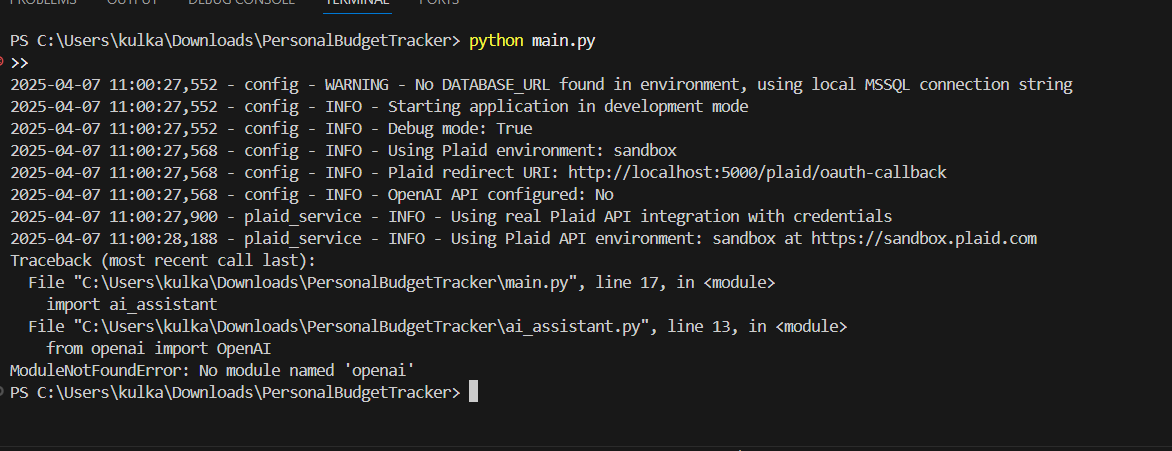 PROBLEMS OUTPUT DEBUG CONSOLE TERMINAL PORTS
PS C:\Users\kulka\Downloads\PersonalBudgetTracker> python main.py
>>
2025-04-07 11:00:27,552 - config - WARNING - No DATABASE_URL found in environment, using local MSSQL connection string
2025-04-07 11:00:27,552 - config - INFO - Starting application in development mode
2025-04-07 11:00:27,552 - config - INFO - Debug mode: True
2025-04-07 11:00:27,568 - config - INFO - Using Plaid environment: sandbox
2025-04-07 11:00:27,568 - config - INFO - Plaid redirect URI: http://localhost:5000/plaid/oauth-callback
2025-04-07 11:00:27,568 - config - INFO - OpenAI API configured: No
2025-04-07 11:00:27,900 - plaid_service - INFO - Using real Plaid API integration with credentials
2025-04-07 11:00:28,188 - plaid_service - INFO - Using Plaid API environment: sandbox at https://sandbox.plaid.com
Traceback (most recent call last):
  File "C:\Users\kulka\Downloads\PersonalBudgetTracker\main.py", line 17, in <module>
    import ai_assistant
  File "C:\Users\kulka\Downloads\PersonalBudgetTracker\ai_assistant.py", line 13, in <module>
    from openai import OpenAI
ModuleNotFoundError: No module named 'openai'
PS C:\Users\kulka\Downloads\PersonalBudgetTracker>